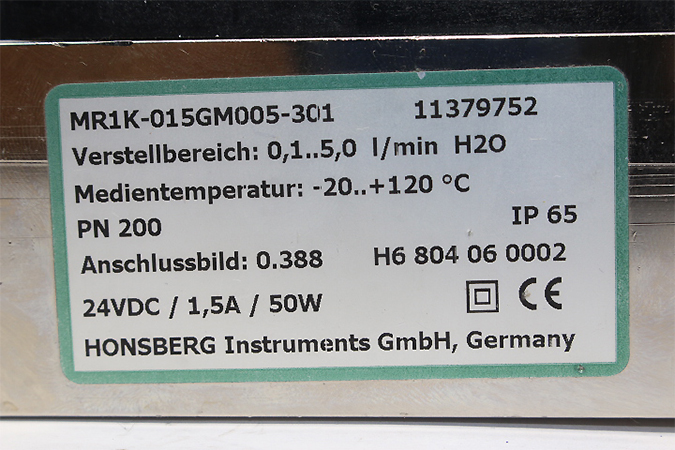 MR1K-015GM005-301 11379752
Verstellbereich: 0,1..5,0 l/min H2O
Medientemperatur: -20..+120 °C
PN 200 IP 65
Anschlussbild: 0.388 H6 804 06 0002
24VDC / 1,5A / 50W CE
HONSBERG Instruments GmbH, Germany